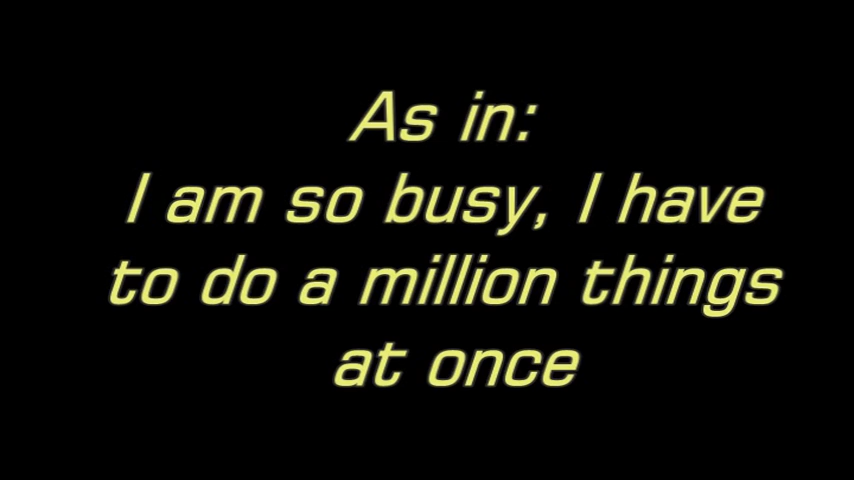 As in:
I am so busy, I have
to do a million things
at once